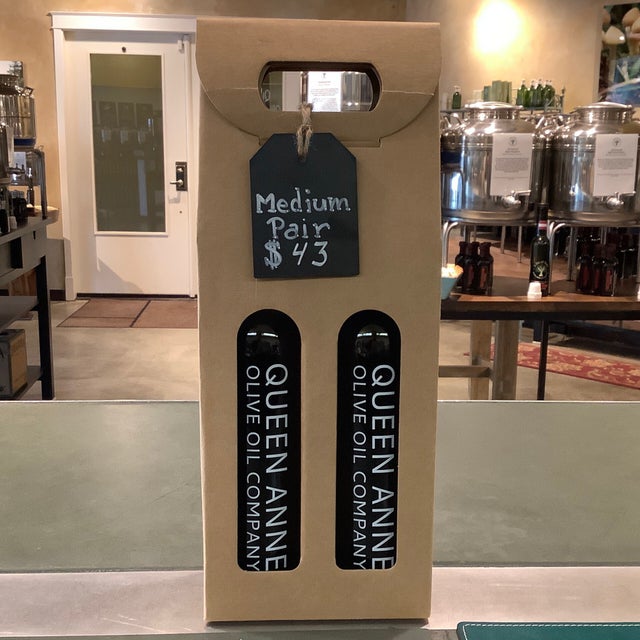 Medium
Pair
$43
QUEEN ANNE
OLIVE OIL COMPANY
QUEEN ANNE
OLIVE OIL COMPANY